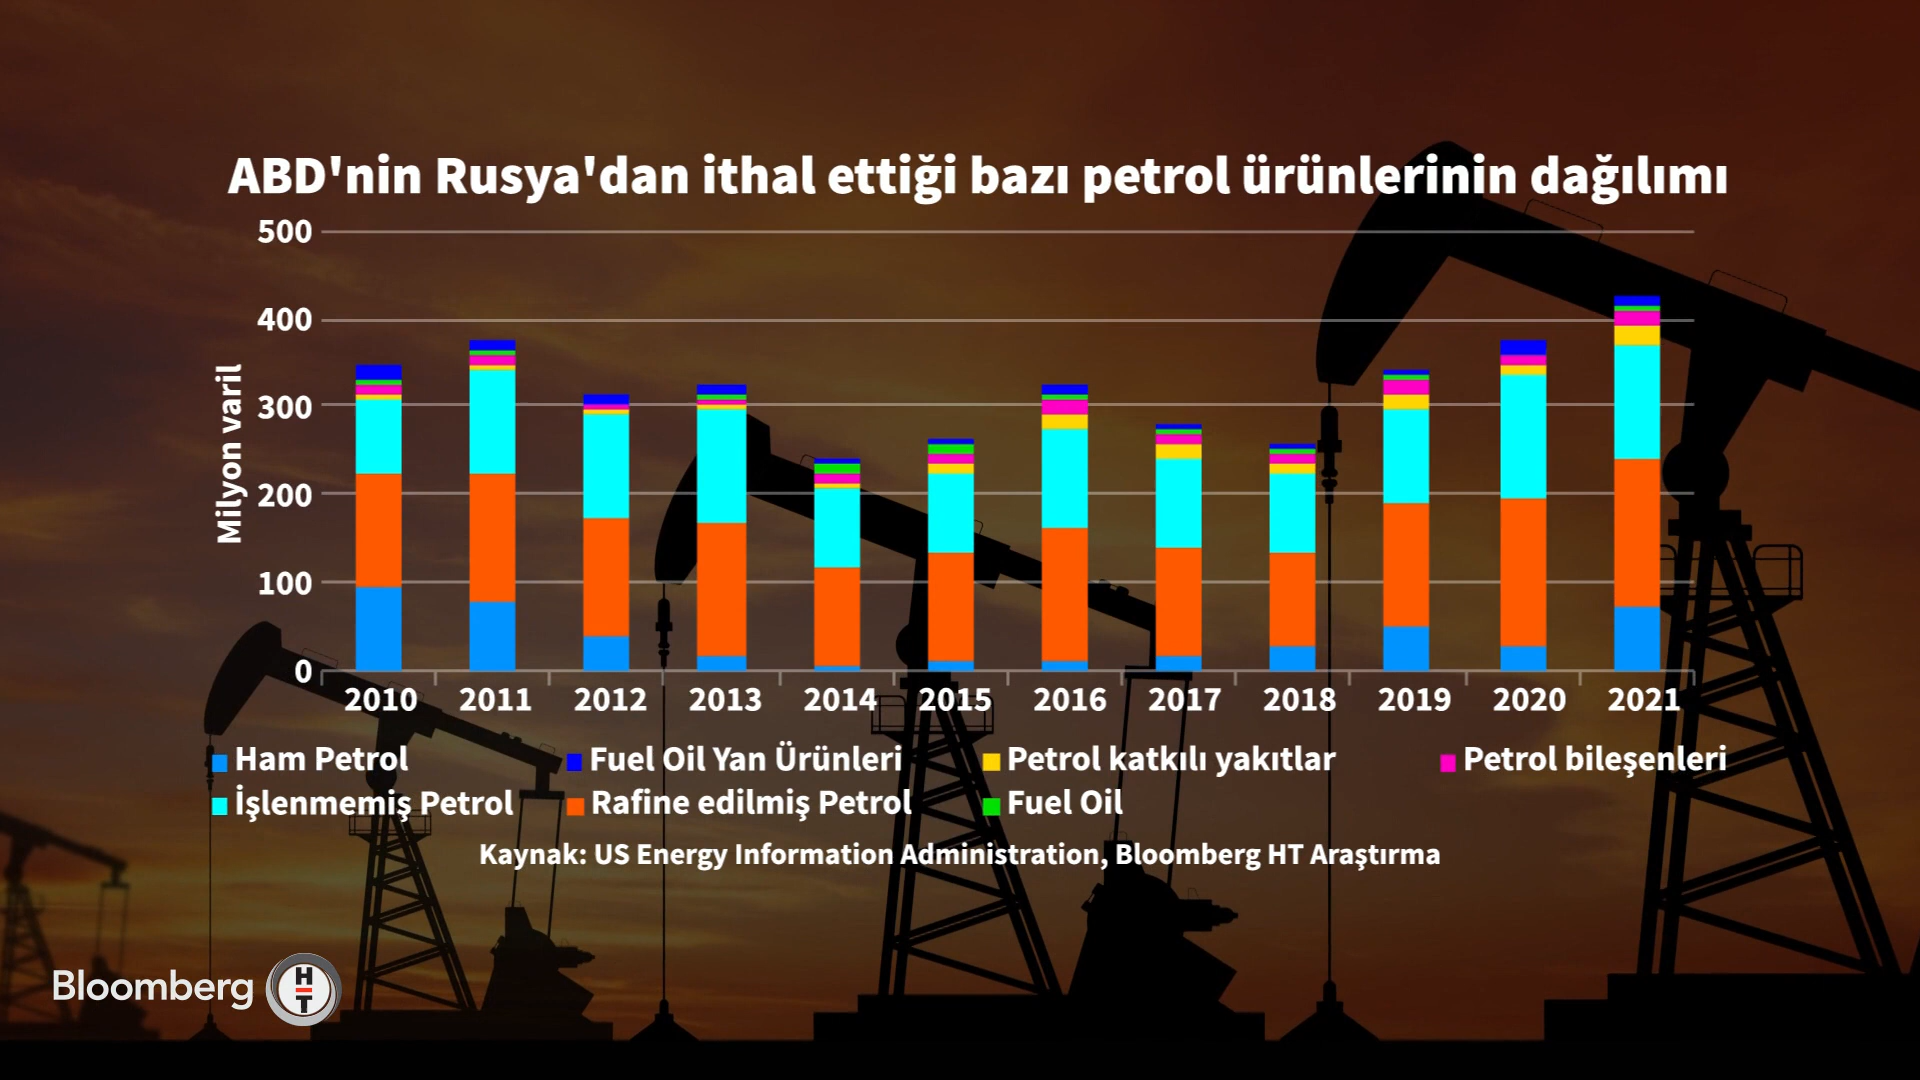 ABD'nin Rusya'dan ithal ettiği bazı petrol ürünlerinin dağılımı
500
400
300
200
100
0
Milyon varil
2010 2011 2012 2013 2014 2015 2016 2017 2018 2019 2020 2021
Ham Petrol Fuel Oil Yan Ürünleri Petrol katkılı yakıtlar Petrol bileşenleri
İşlenmemiş Petrol Rafine edilmiş Petrol Fuel Oil
Kaynak: US Energy Information Administration, Bloomberg HT Araştırma
Bloomberg HT